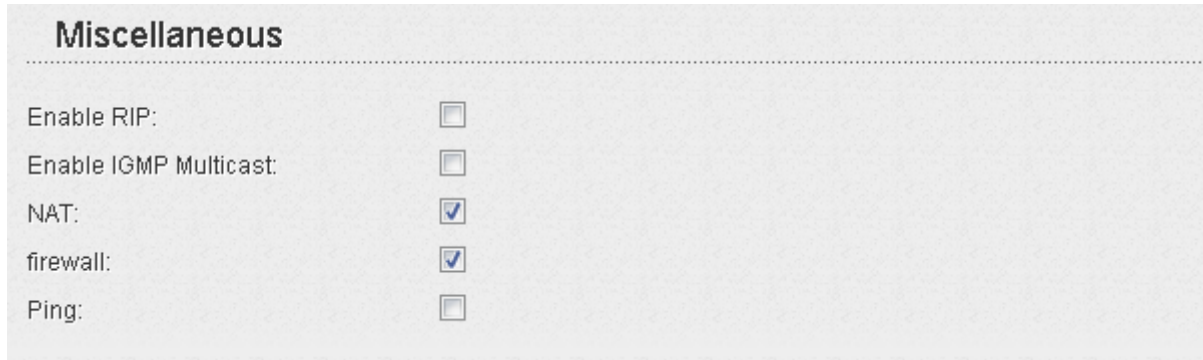 Miscellaneous
Enable RIP:
Enable IGMP Multicast:
NAT:
firewall:
Ping: